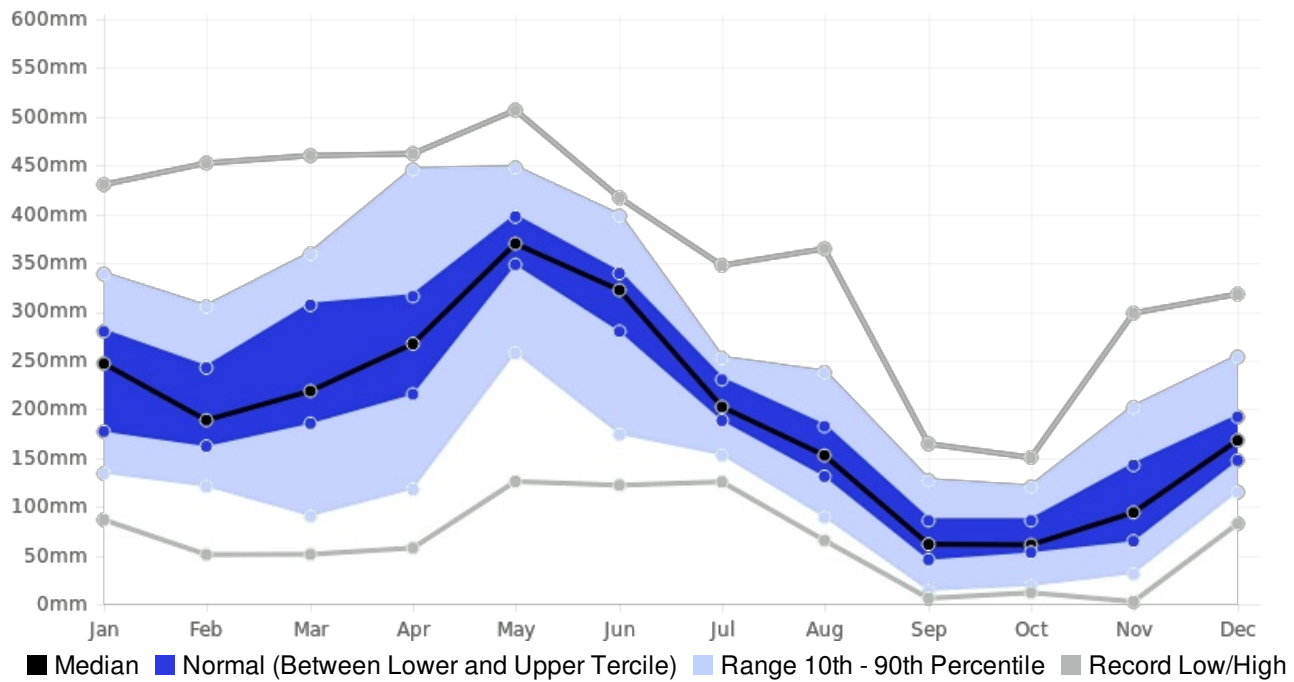 600mm
550mm
500mm
450mm
400mm
350mm
300mm
250mm
200mm
150mm
100mm
50mm
0mm
Jan Feb Mar Apr May Jun Jul Aug Sep Oct Nov Dec
Median Normal (Between Lower and Upper Tercile) Range 10th - 90th Percentile Record Low/High